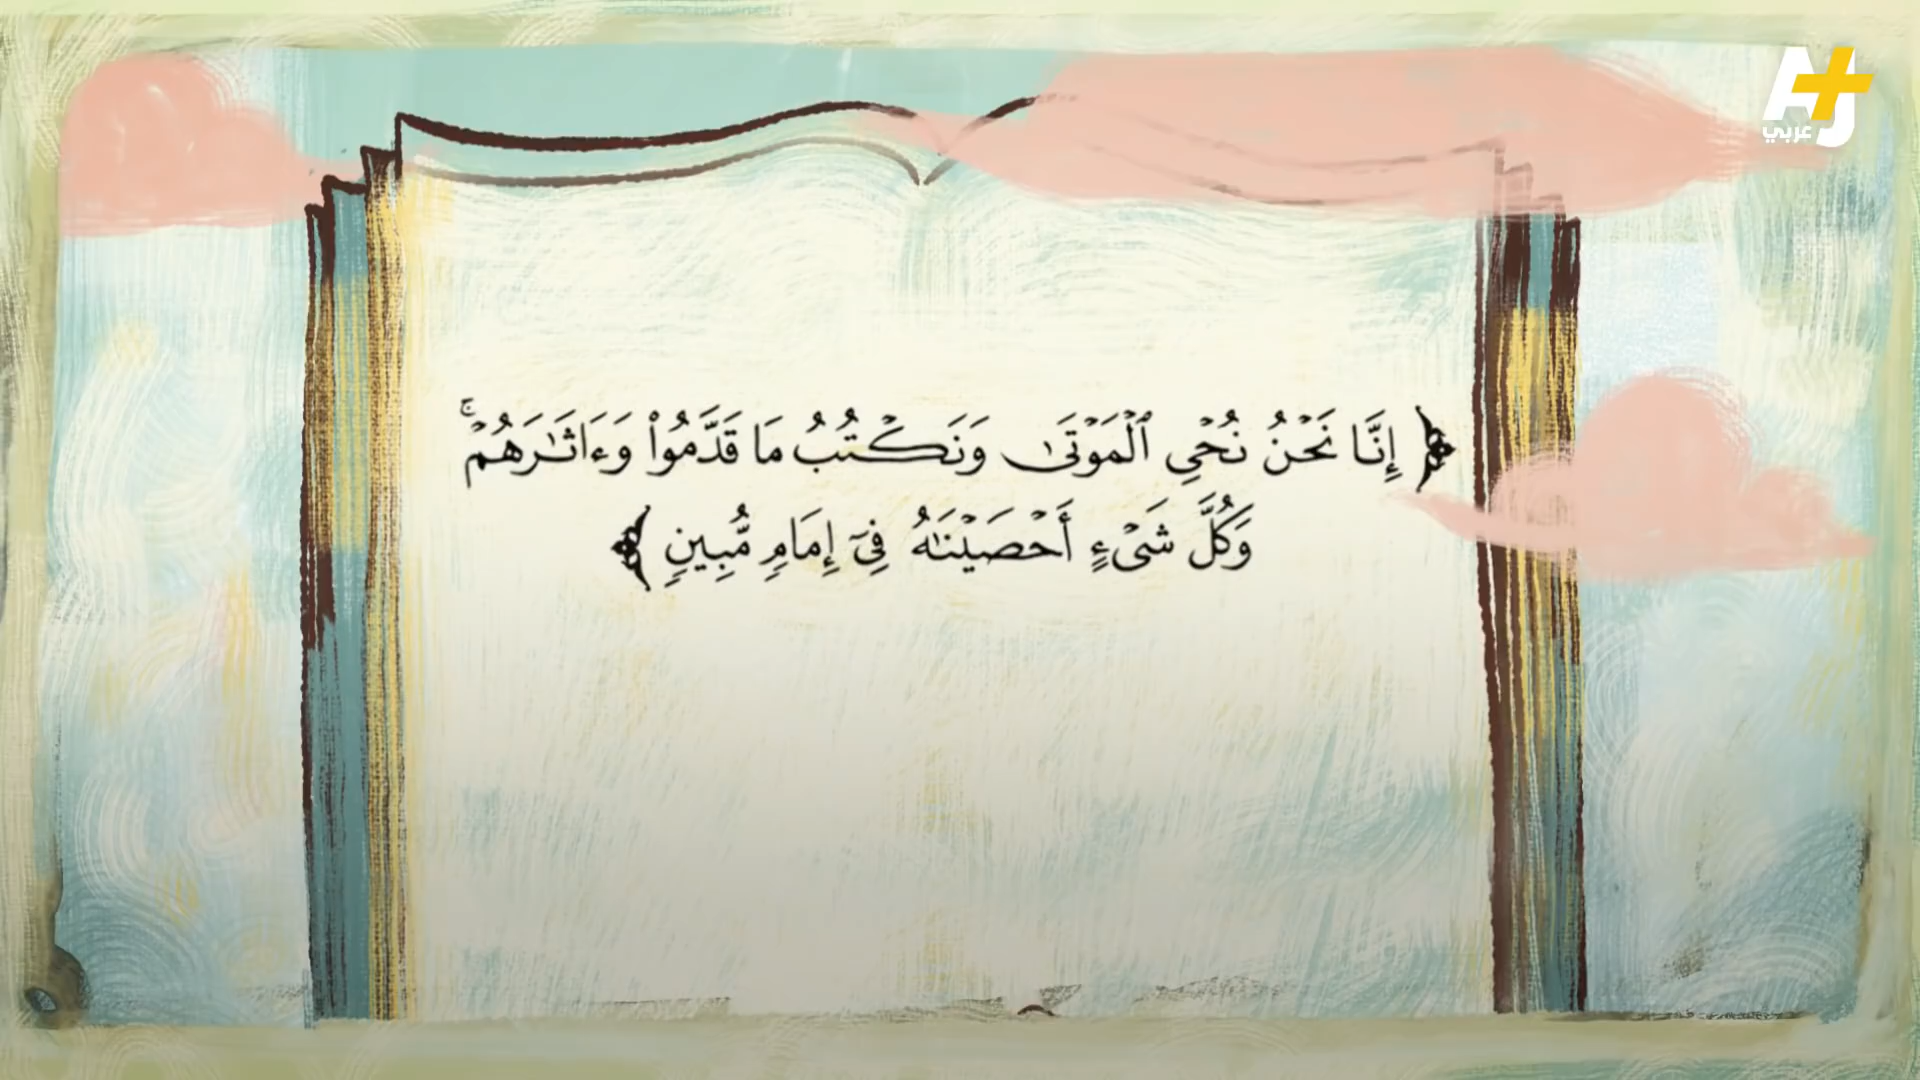 ﴿ إِنَّا نَحْنُ نُحْيِ ٱلْمَوْتَىٰ وَنَكْتُبُ مَا قَدَّمُوا۟ وَءَاثَـٰرَهُمْ ۚ
وَكُلَّ شَىْءٍ أَحْصَيْنَـٰهُ فِىٓ إِمَامٍ مُّبِينٍ ﴾
AJ+
عربي